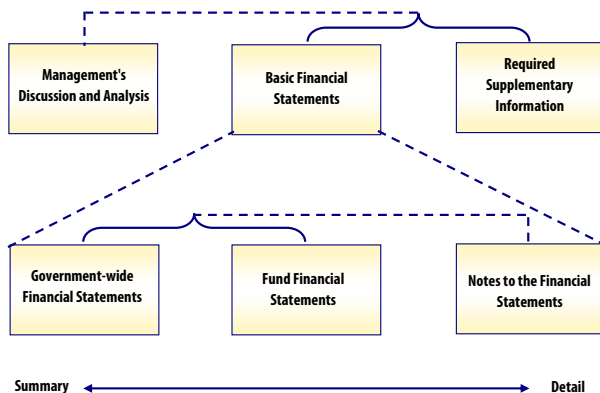 Management's
Discussion and Analysis
Basic Financial
Statements
Required
Supplementary
Information
Government-wide
Financial Statements
Fund Financial
Statements
Notes to the Financial
Statements
Summary
Detail